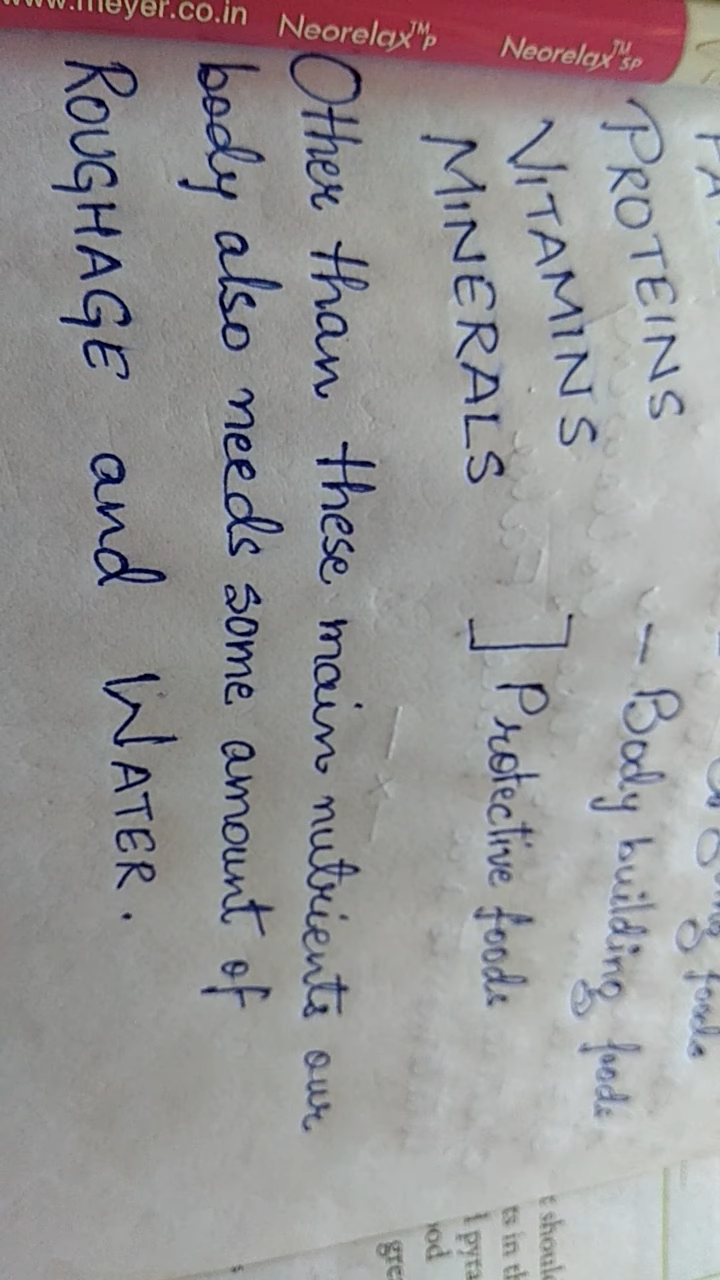 www.meyer.co.in Neorelax™P Neorelax™SP
PROTEINS - Body building foods
VITAMINS
MINERALS ] Protective foods
Other than these main nutrients our
body also needs some amount of
ROUGHAGE and WATER.